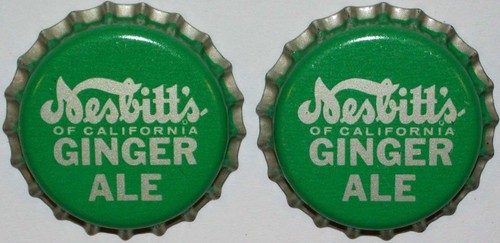 Nesbitt's
OF CALIFORNIA
GINGER
ALE
Nesbitt's
OF CALIFORNIA
GINGER
ALE